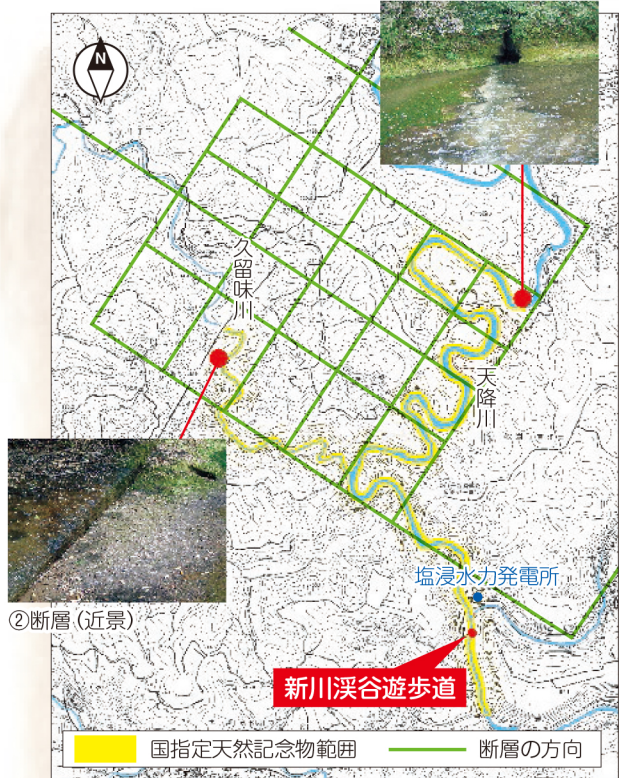 N
久留味川
天降川
塩浸水力発電所
②断層(近景)
新川渓谷遊歩道
国指定天然記念物範囲
断層の方向